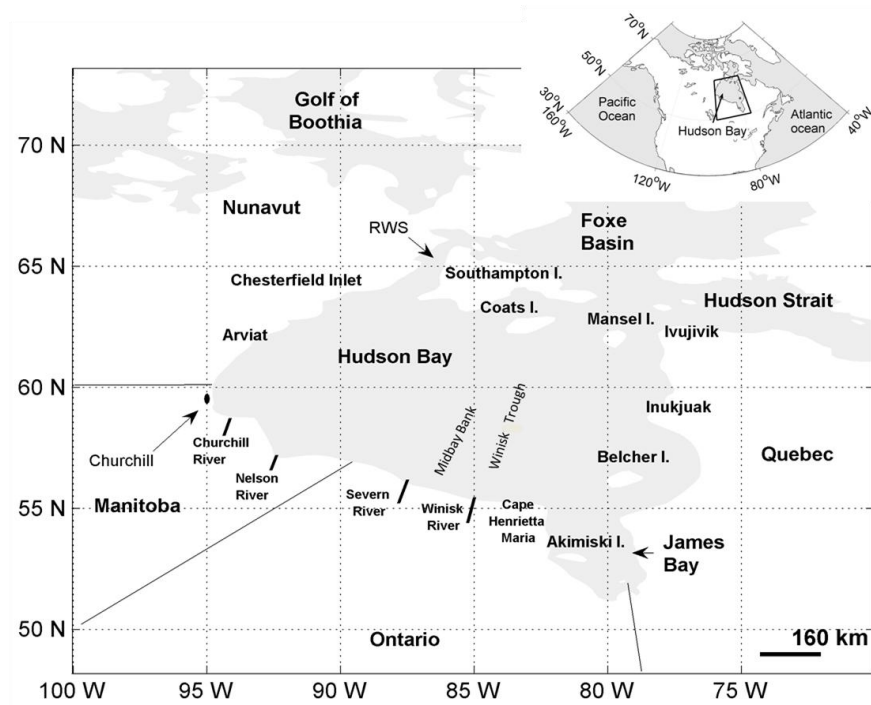 70°N
50°N
30°N
160°W
120°W
80°W
40°W
Pacific
Ocean
Atlantic
ocean
Hudson Bay
Golf of
Boothia
Nunavut
RWS
Foxe
Basin
Chesterfield Inlet
Southampton I.
Coats I.
Hudson Strait
Mansel I.
Ivujivik
Arviat
Hudson Bay
Midbay Bank
Winisk Trough
Inukjuak
Churchill
Churchill
River
Nelson
River
Severn
River
Winisk
River
Cape
Henrietta
Maria
Belcher I.
Quebec
Manitoba
Akimiski I.
James
Bay
Ontario
160 km
70 N
65 N
60 N
55 N
50 N
100 W
95 W
90 W
85 W
80 W
75 W